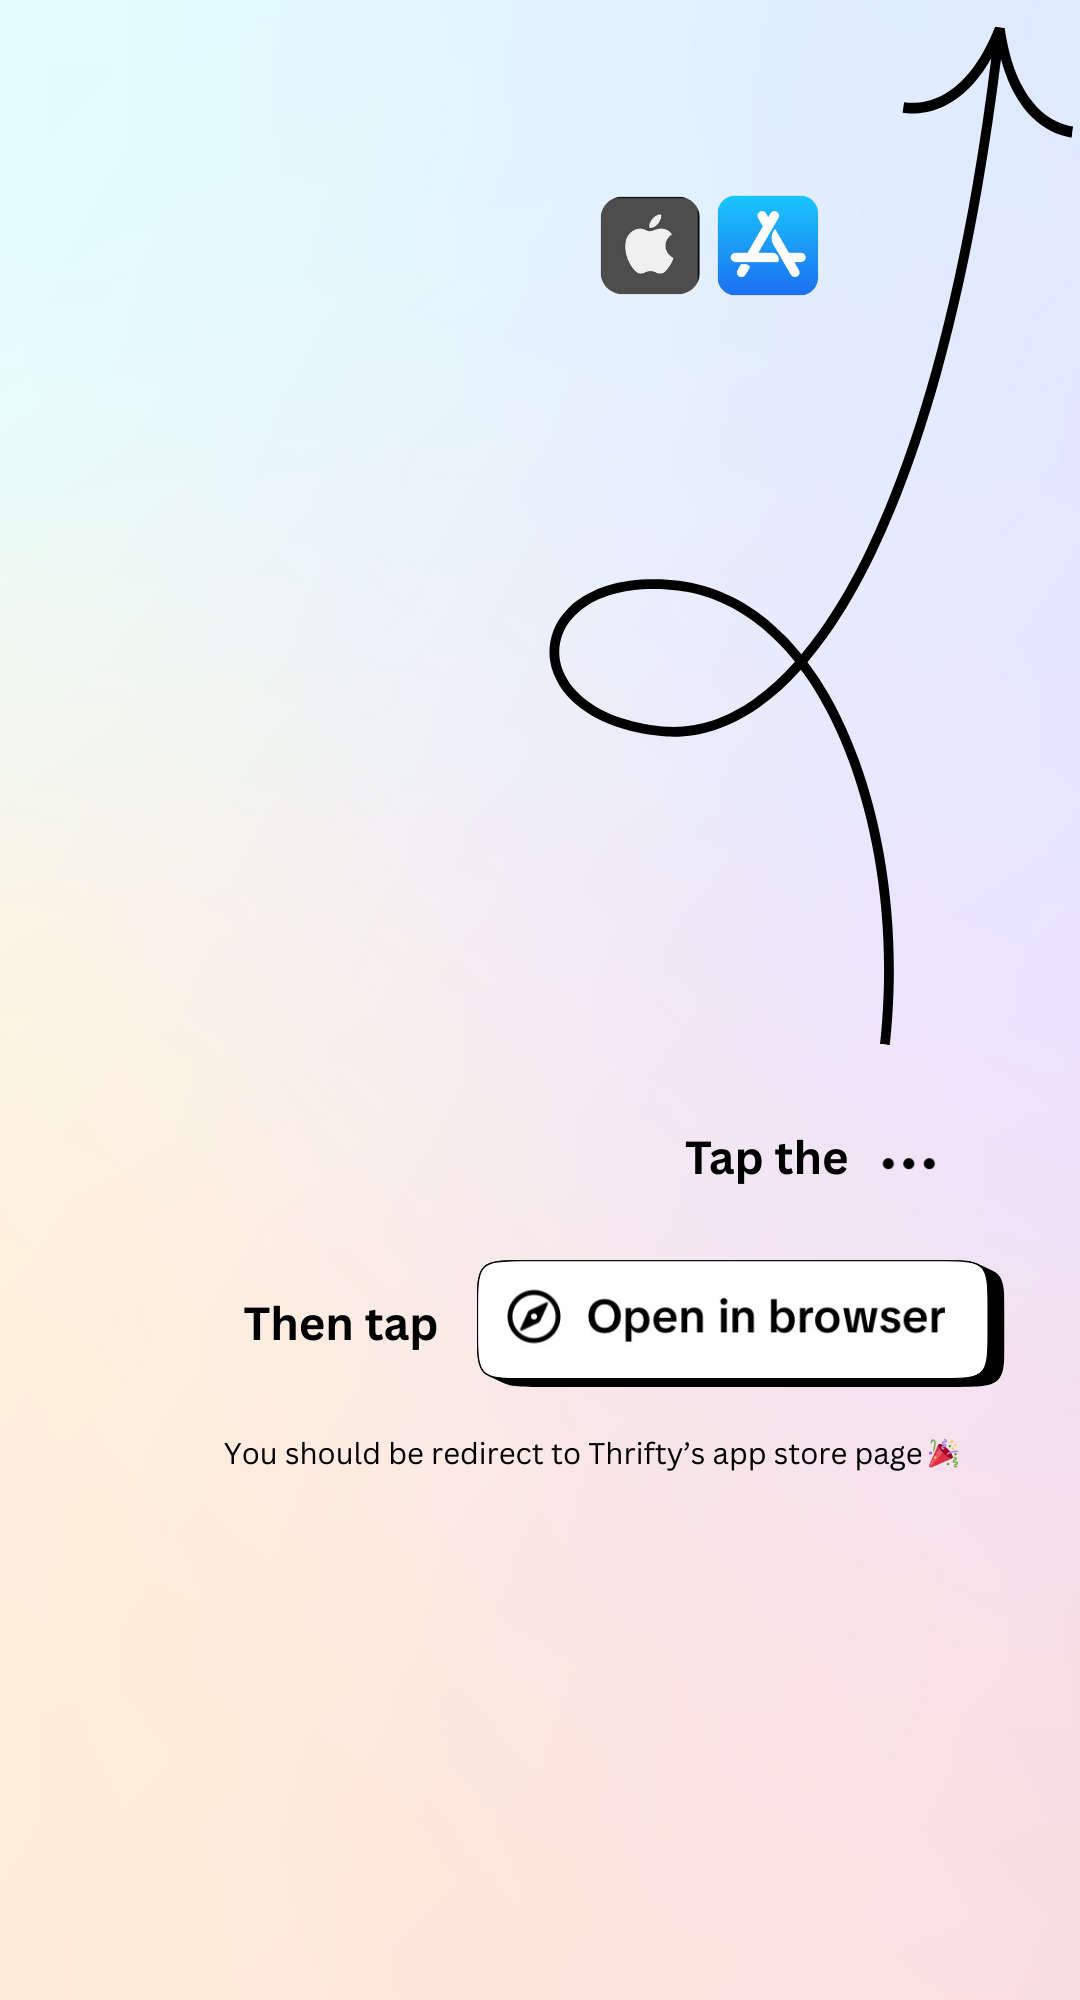 Tap the ...
Then tap Open in browser
You should be redirect to Thrifty’s app store page🎉